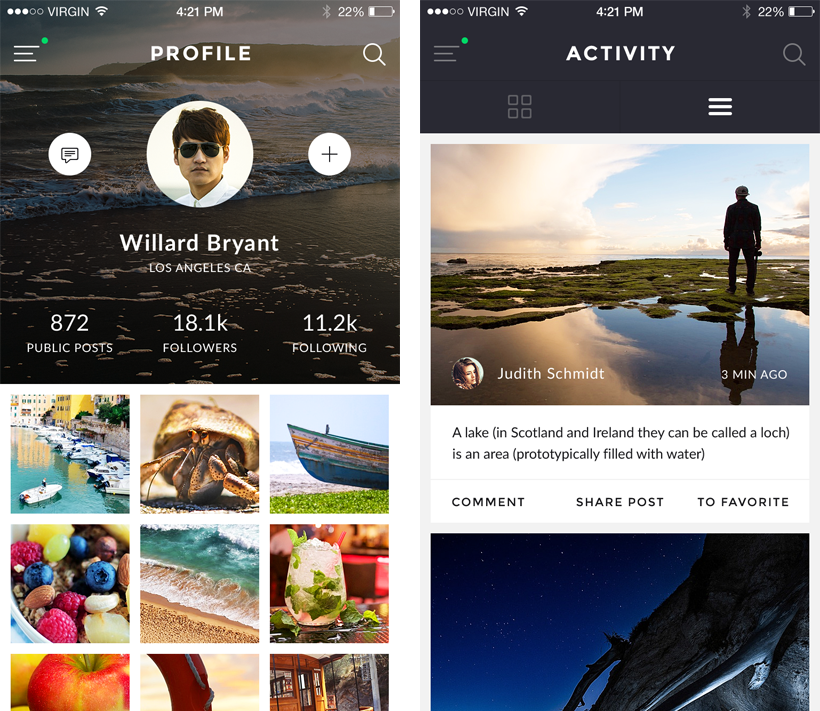 VIRGIN 4:21 PM 22%
PROFILE
Willard Bryant
LOS ANGELES CA
872 18.1k 11.2k
PUBLIC POSTS FOLLOWERS FOLLOWING
VIRGIN 4:21 PM 22%
ACTIVITY
Judith Schmidt 3 MIN AGO
A lake (in Scotland and Ireland they can be called a loch)
is an area (prototypically filled with water)
COMMENT SHARE POST TO FAVORITE